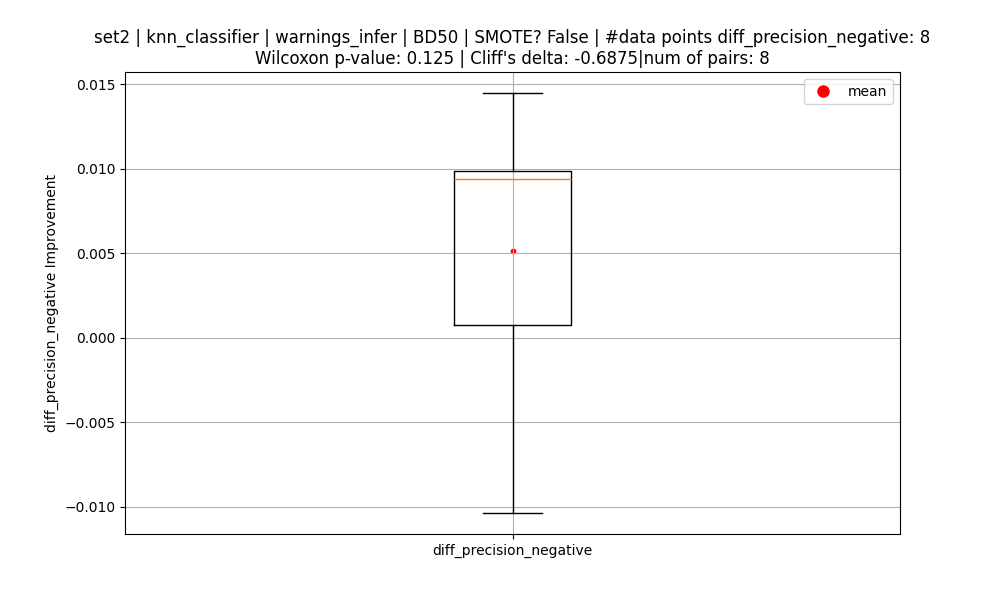 set2 | knn_classifier | warnings_infer | BD50 | SMOTE? False | #data points diff_precision_negative: 8
Wilcoxon p-value: 0.125 | Cliff's delta: -0.6875|num of pairs: 8
mean
0.015
0.010
0.005
0.000
−0.005
−0.010
diff_precision_negative Improvement
diff_precision_negative